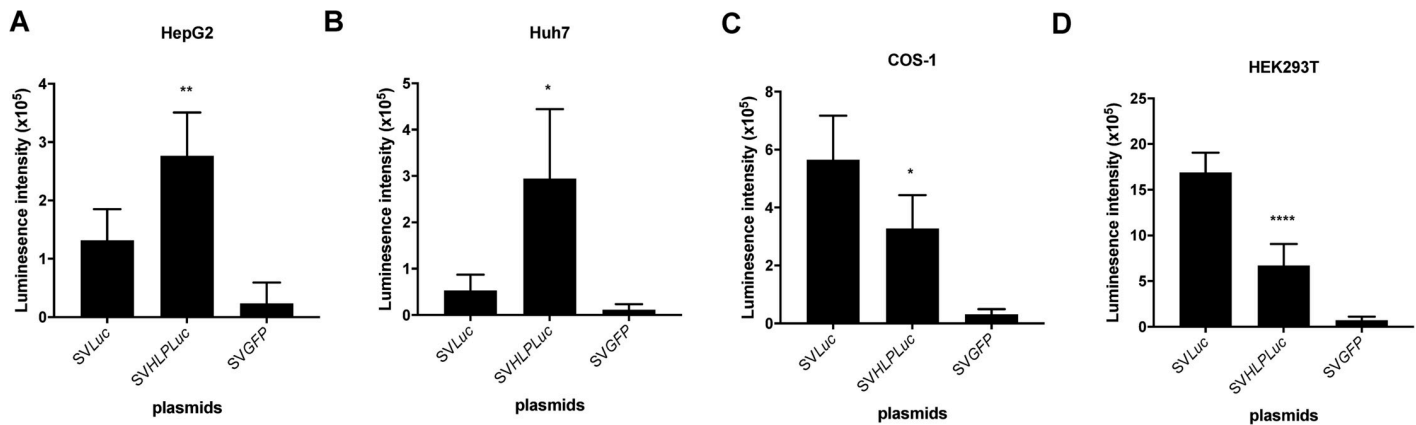 A
HepG2
Luminesence intensity (x10⁵)
4
3
2
1
0
**
SVLuc
SVHLPLuc
SVGFP
plasmids
B
Huh7
Luminesence intensity (x10⁵)
5
4
3
2
1
0
*
SVLuc
SVHLPLuc
SVGFP
plasmids
C
COS-1
Luminesence intensity (x10⁵)
8
6
4
2
0
*
SVLuc
SVHLPLuc
SVGFP
plasmids
D
HEK293T
Luminesence intensity (x10⁵)
25
20
15
10
5
0
****
SVLuc
SVHLPLuc
SVGFP
plasmids